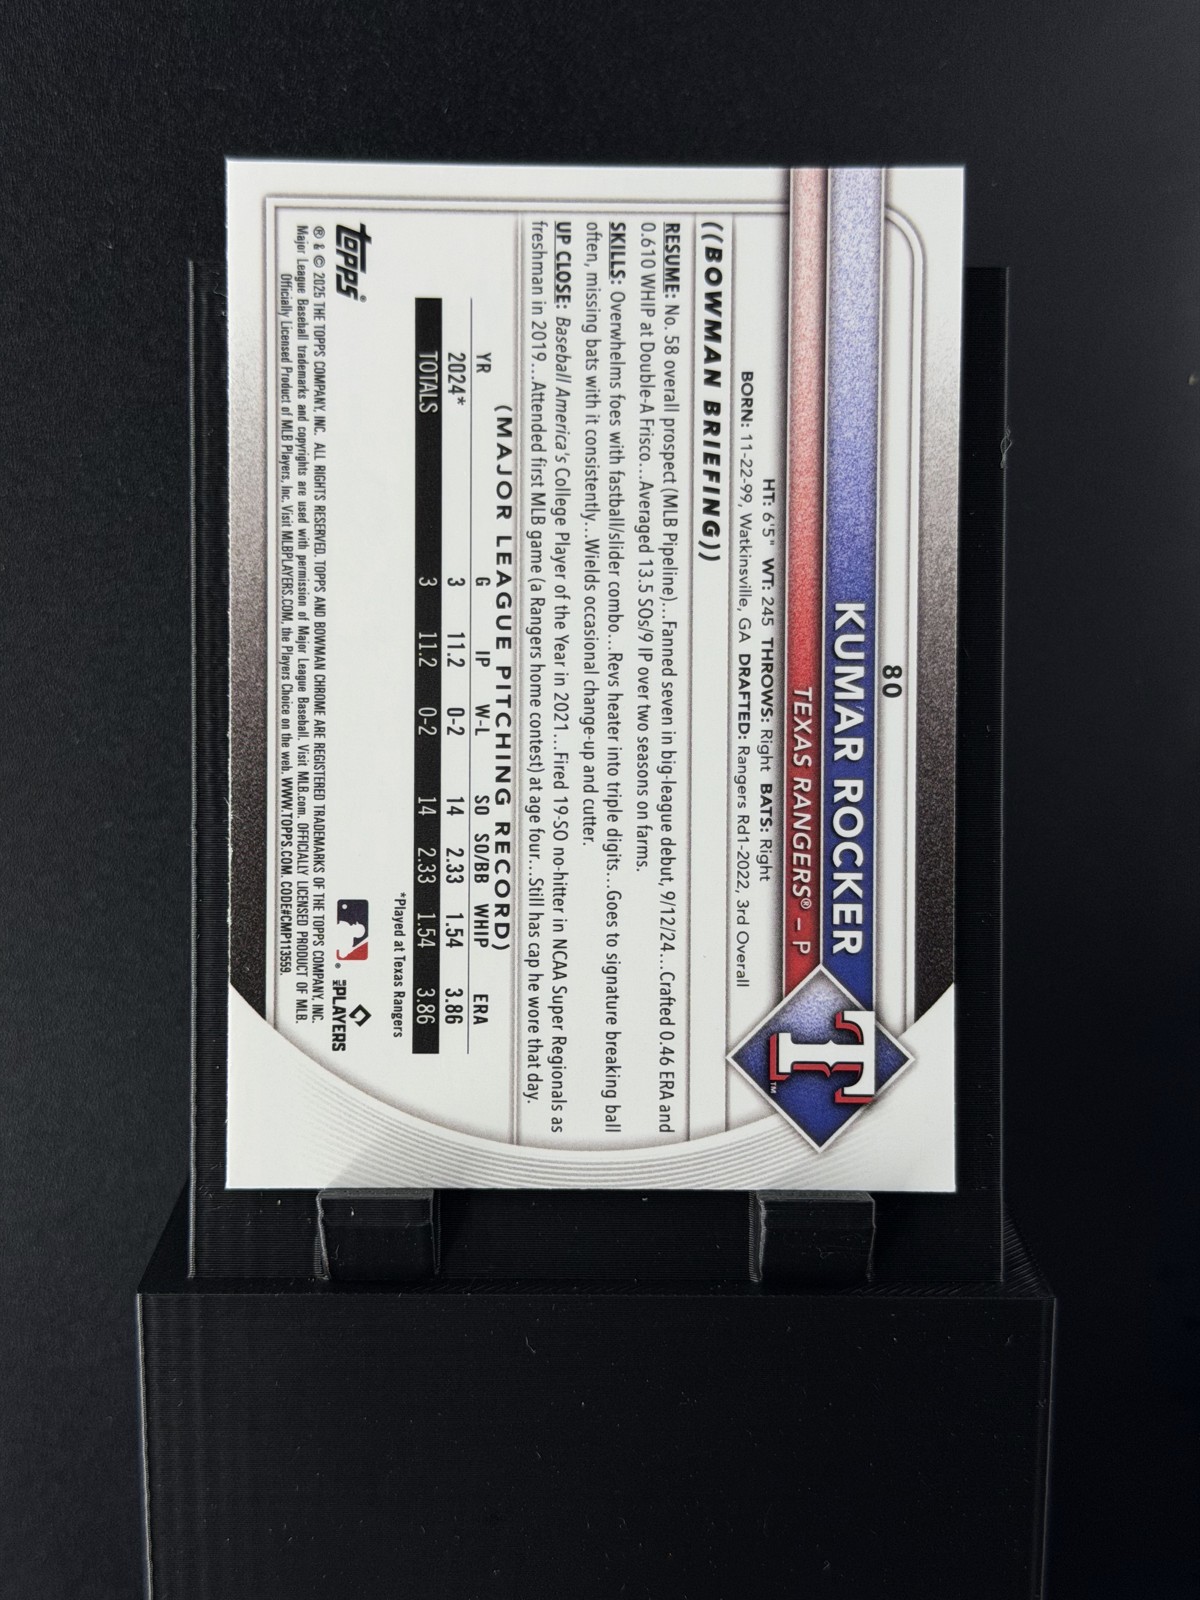 80
KUMAR ROCKER
TEXAS RANGERS® – P
T™
HT: 6'5" WT: 245 THROWS: Right BATS: Right
BORN: 11-22-99, Watkinsville, GA DRAFTED: Rangers Rd1-2022, 3rd Overall
((BOWMAN BRIEFING))
RESUME: No. 58 overall prospect (MLB Pipeline)...Fanned seven in big-league debut, 9/12/24...Crafted 0.46 ERA and
0.610 WHIP at Double-A Frisco...Averaged 13.5 SOs/9 IP over two seasons on farms.
SKILLS: Overwhelms foes with fastball/slider combo...Revs heater into triple digits...Goes to signature breaking ball
often, missing bats with it consistently...Wields occasional change-up and cutter.
UP CLOSE: Baseball America's College Player of the Year in 2021...Fired 19-SO no-hitter in NCAA Super Regionals as
freshman in 2019...Attended first MLB game (a Rangers home contest) at age four...Still has cap he wore that day.
(MAJOR LEAGUE PITCHING RECORD)
YR G IP W-L SO SO/BB WHIP ERA
2024* 3 11.2 0-2 14 2.33 1.54 3.86
TOTALS 3 11.2 0-2 14 2.33 1.54 3.86
*Played at Texas Rangers
topps®
MLB PLAYERS
® & © 2025 THE TOPPS COMPANY, INC. ALL RIGHTS RESERVED. TOPPS AND BOWMAN CHROME ARE REGISTERED TRADEMARKS OF THE TOPPS COMPANY, INC.
Major League Baseball trademarks and copyrights are used with permission of Major League Baseball. Visit MLB.com. OFFICIALLY LICENSED PRODUCT OF MLB.
Officially Licensed Product of MLB Players, Inc. Visit MLBPLAYERS.COM, the Players Choice on the web. WWW.TOPPS.COM. CODE#CMP113559.